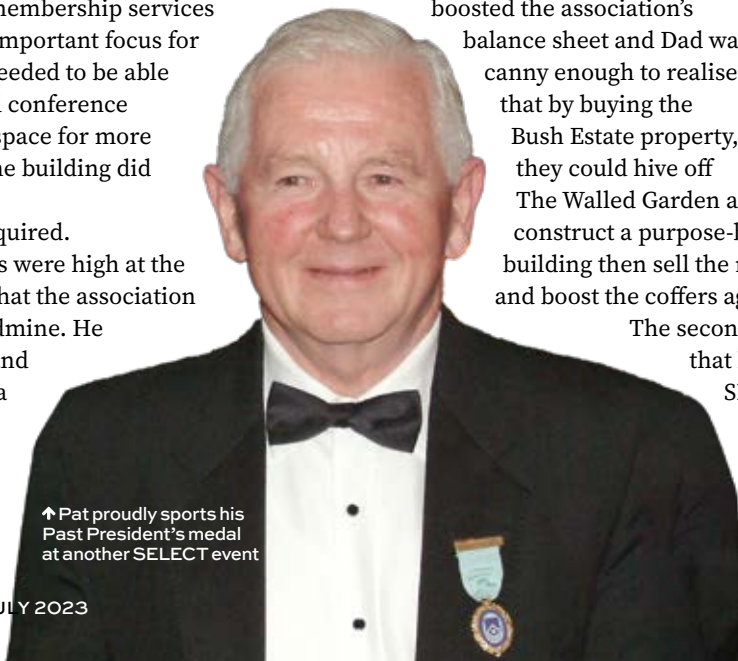 membership services
important focus for
eeded to be able
conference
space for more
ne building did
quired.
s were high at the
hat the association
dmine. He
nd
a
boosted the association’s
balance sheet and Dad wa
canny enough to realise
that by buying the
Bush Estate property,
they could hive off
The Walled Garden a
construct a purpose-b
building then sell the
and boost the coffers ag
The secon
that
S
↑ Pat proudly sports his
Past President’s medal
at another SELECT event
ULY 2023